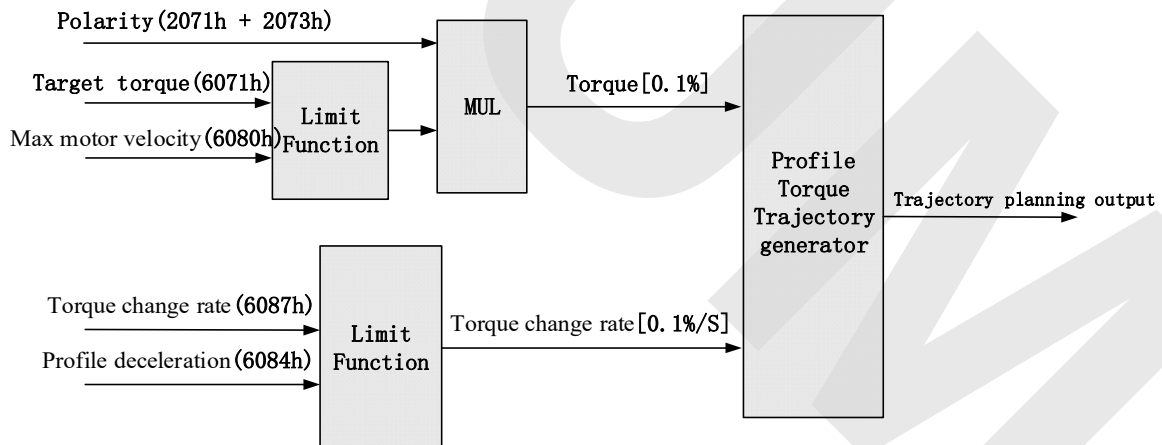 Polarity(2071h + 2073h)
Target torque(6071h)
Max motor velocity(6080h)
Limit
Function
MUL
Torque[0.1%]
Profile
Torque
Trajectory
generator
Trajectory planning output
Torque change rate(6087h)
Profile deceleration(6084h)
Limit
Function
Torque change rate[0.1%/S]